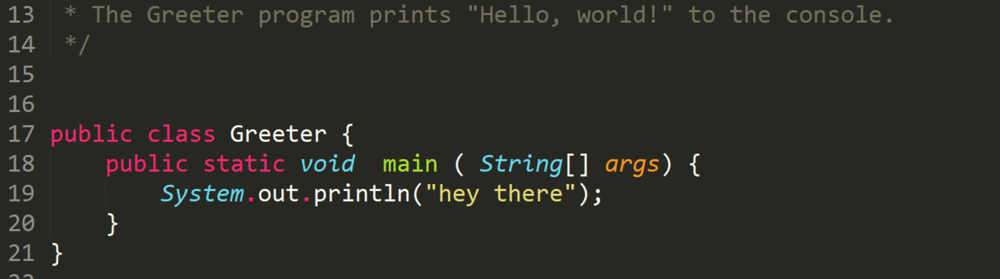 13  * The Greeter program prints "Hello, world!" to the console.
14  */
15
16
17 public class Greeter {
18     public static void  main ( String[] args) {
19         System.out.println("hey there");
20     }
21 }